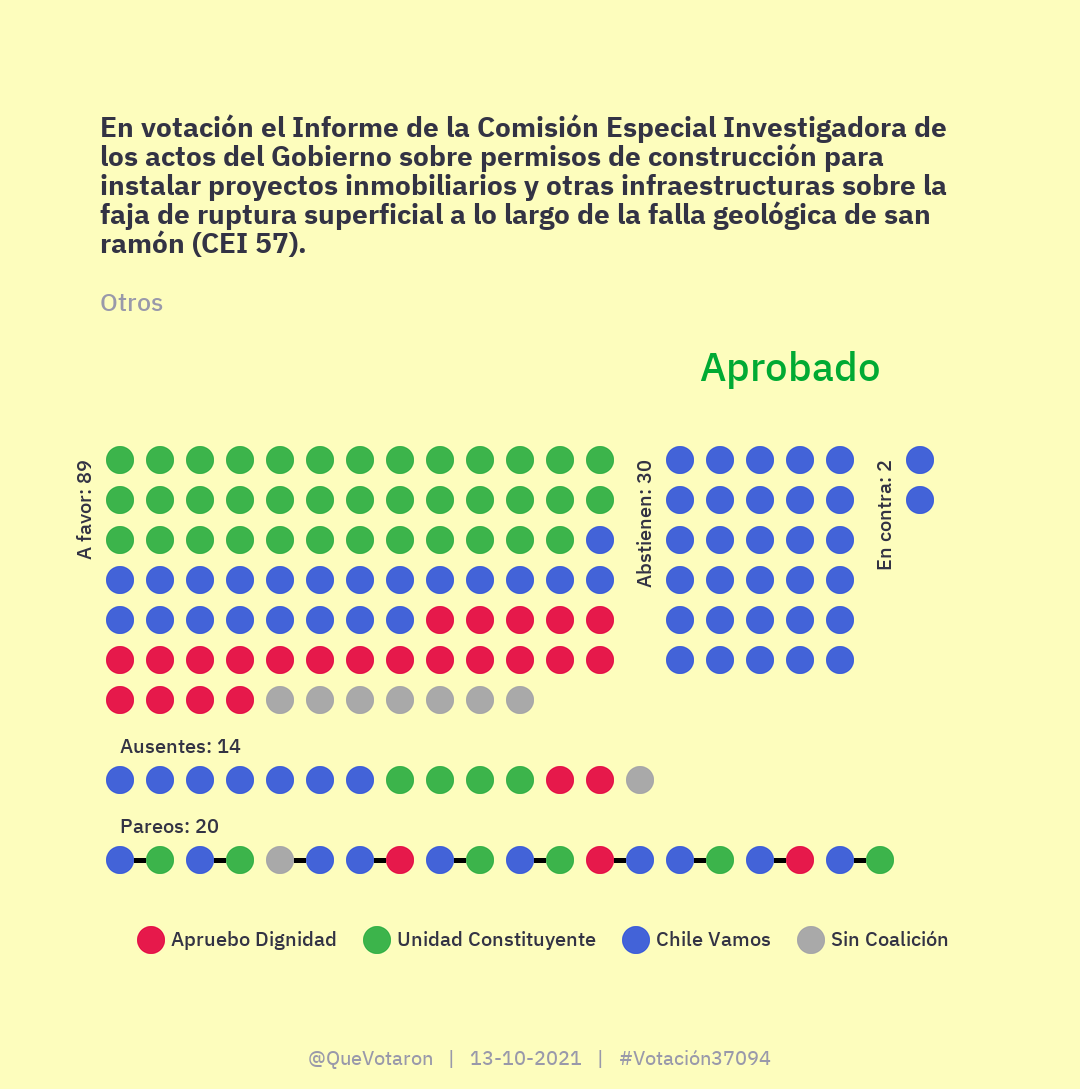 En votación el Informe de la Comisión Especial Investigadora de
los actos del Gobierno sobre permisos de construcción para
instalar proyectos inmobiliarios y otras infraestructuras sobre la
faja de ruptura superficial a lo largo de la falla geológica de san
ramón (CEI 57).
Otros
Aprobado
A favor: 89
Abstienen: 30
En contra: 2
Ausentes: 14
Pareos: 20
Apruebo Dignidad
Unidad Constituyente
Chile Vamos
Sin Coalición
@QueVotaron | 13-10-2021 | #Votación37094